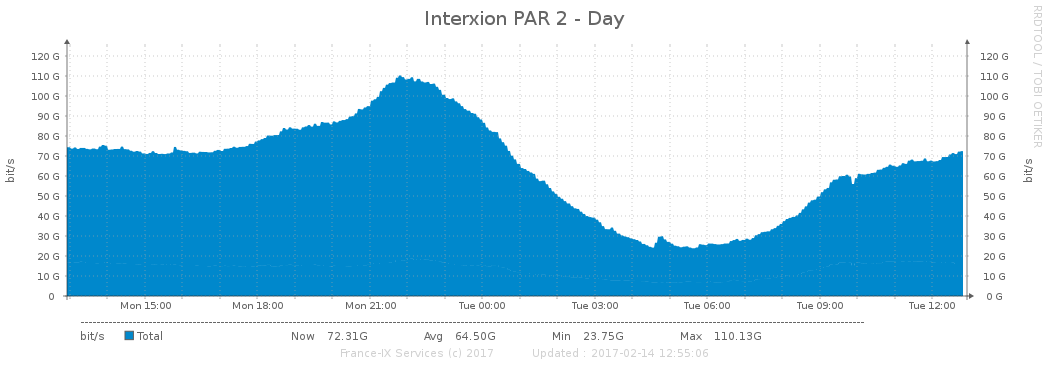 Interxion PAR 2 - Day
RRDTOOL / TOBI OETIKER
120 G 120 G
110 G 110 G
100 G 100 G
90 G 90 G
80 G 80 G
70 G 70 G
60 G 60 G
50 G 50 G
40 G 40 G
30 G 30 G
20 G 20 G
10 G 10 G
0 0 G
bit/s
bit/s
Mon 15:00 Mon 18:00 Mon 21:00 Tue 00:00 Tue 03:00 Tue 06:00 Tue 09:00 Tue 12:00
bit/s Total Now 72.31G Avg 64.50G Min 23.75G Max 110.13G
France-IX Services (c) 2017 Updated : 2017-02-14 12:55:06